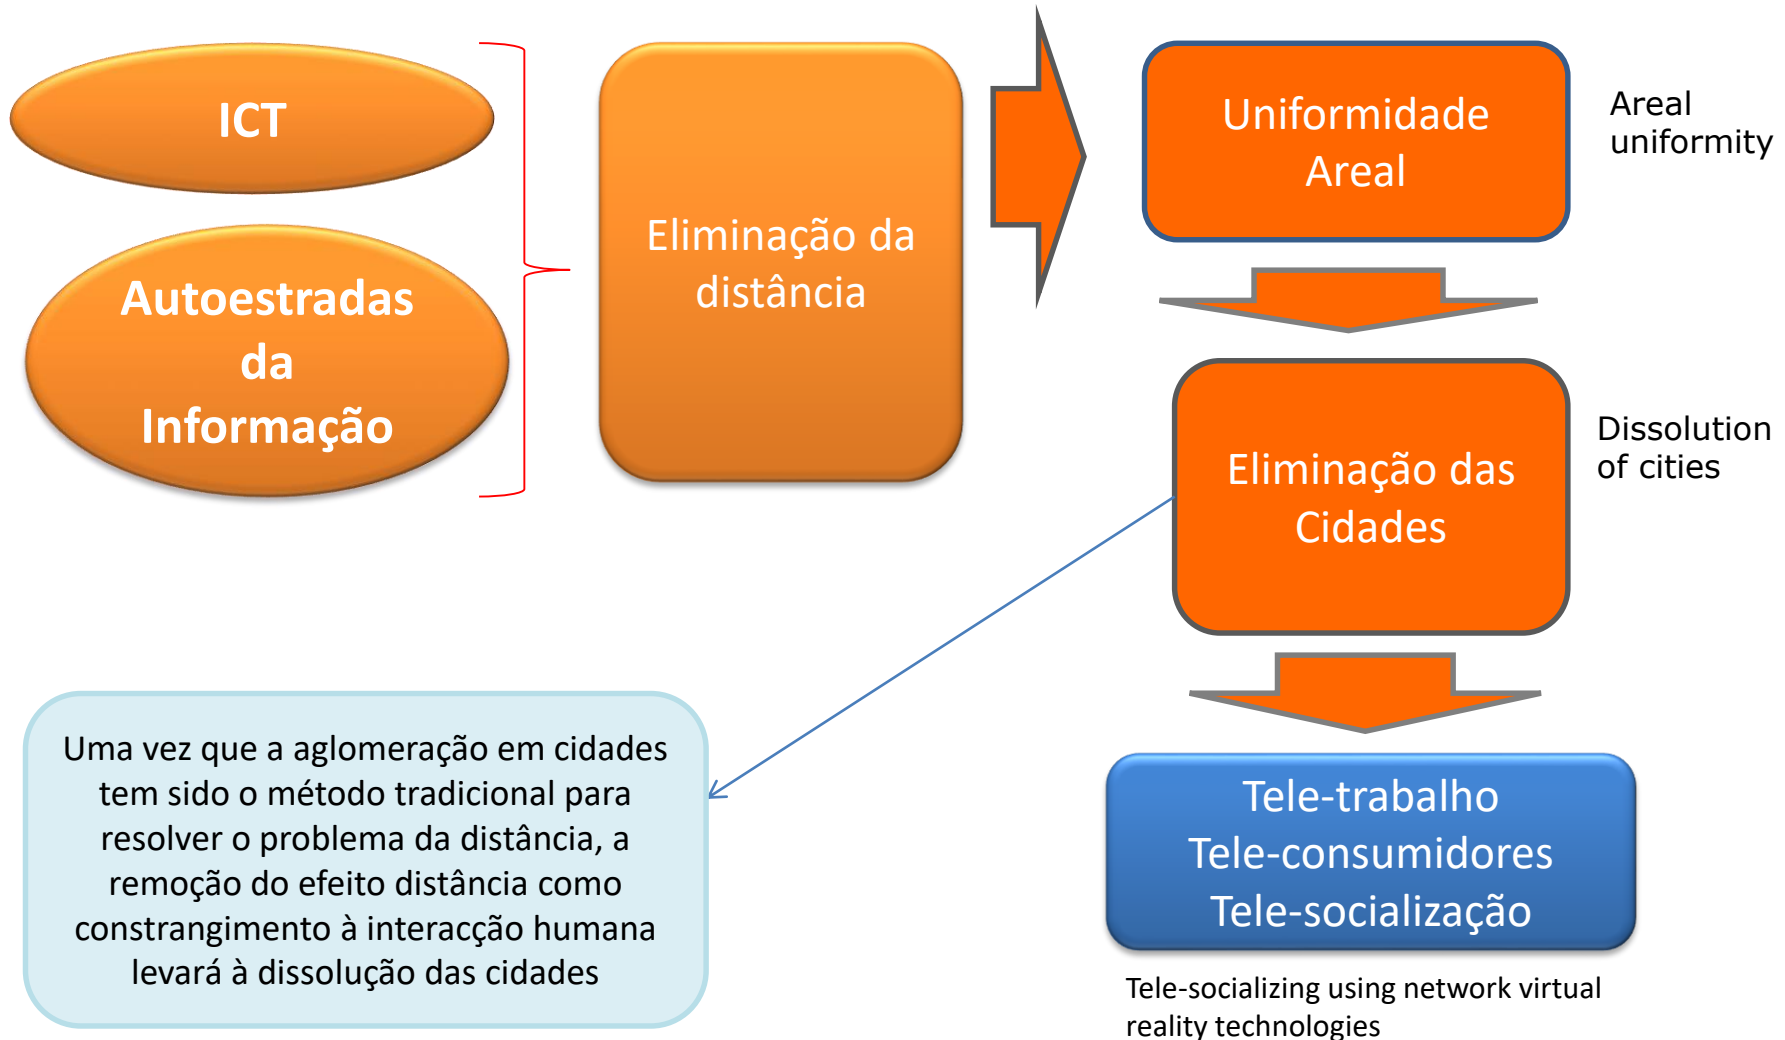 ICT
Autoestradas
da
Informação
Eliminação da
distância
Uniformidade
Areal
Areal
uniformity
Eliminação das
Cidades
Dissolution
of cities
Uma vez que a aglomeração em cidades
tem sido o método tradicional para
resolver o problema da distância, a
remoção do efeito distância como
constrangimento à interacção humana
levará à dissolução das cidades
Tele-trabalho
Tele-consumidores
Tele-socialização
Tele-socializing using network virtual
reality technologies